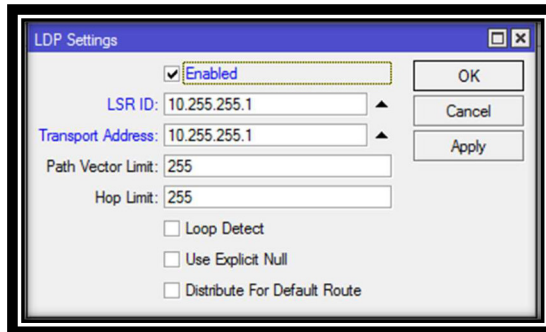 LDP Settings
Enabled
OK
LSR ID: 10.255.255.1
Cancel
Transport Address: 10.255.255.1
Apply
Path Vector Limit: 255
Hop Limit: 255
Loop Detect
Use Explicit Null
Distribute For Default Route